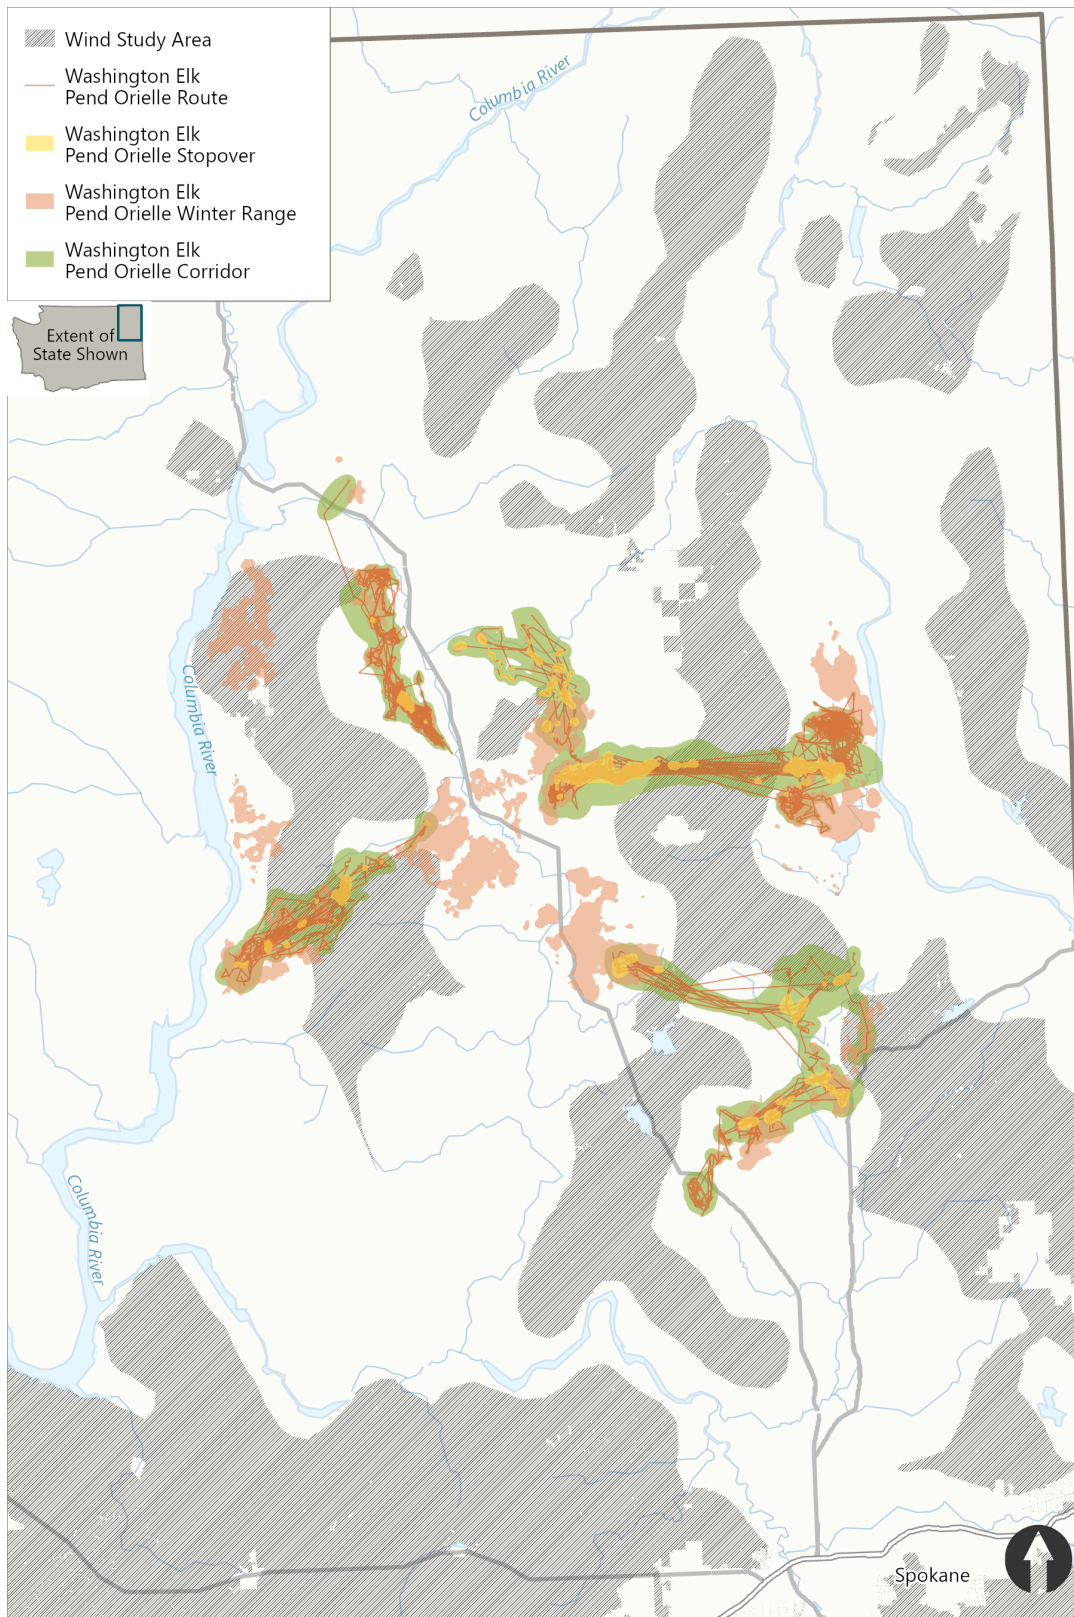 Wind Study Area
Washington Elk
Pend Orielle Route
Washington Elk
Pend Orielle Stopover
Washington Elk
Pend Orielle Winter Range
Washington Elk
Pend Orielle Corridor
Extent of
State Shown
Columbia River
Columbia River
Columbia River
Spokane